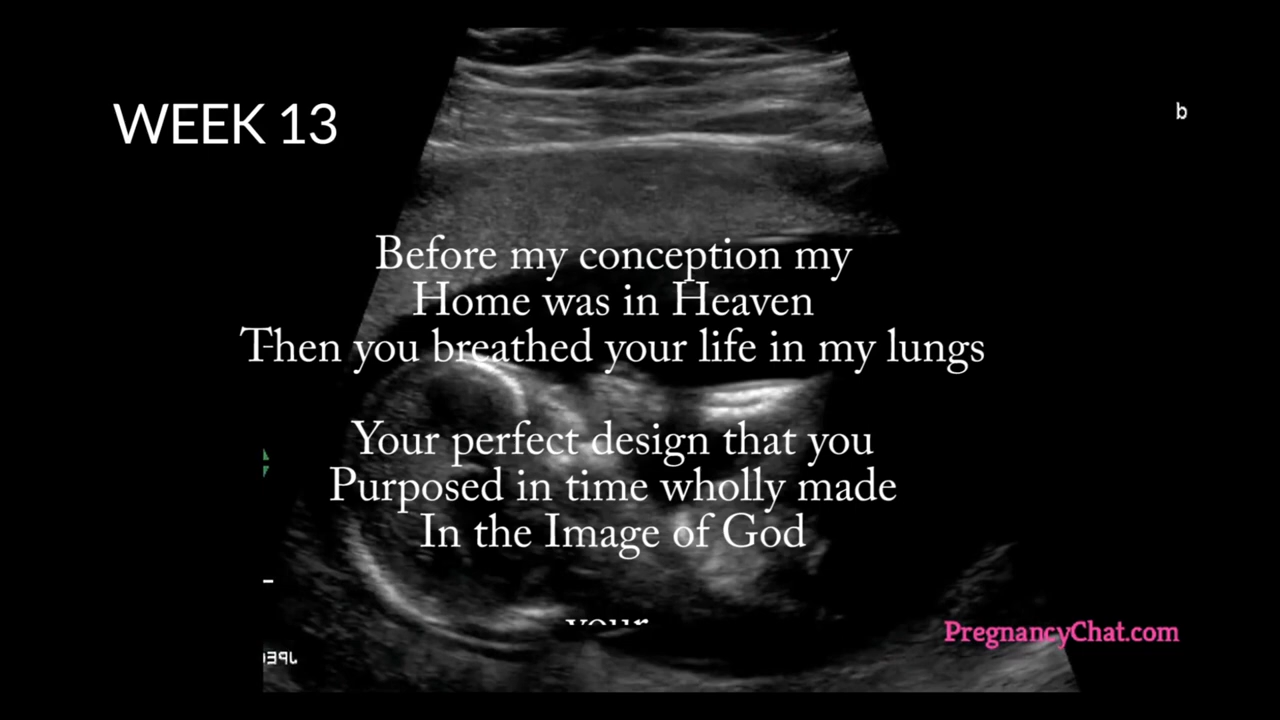 WEEK 13
b
Before my conception my
Home was in Heaven
Then you breathed your life in my lungs
Your perfect design that you
Purposed in time wholly made
In the Image of God
your
PregnancyChat.com